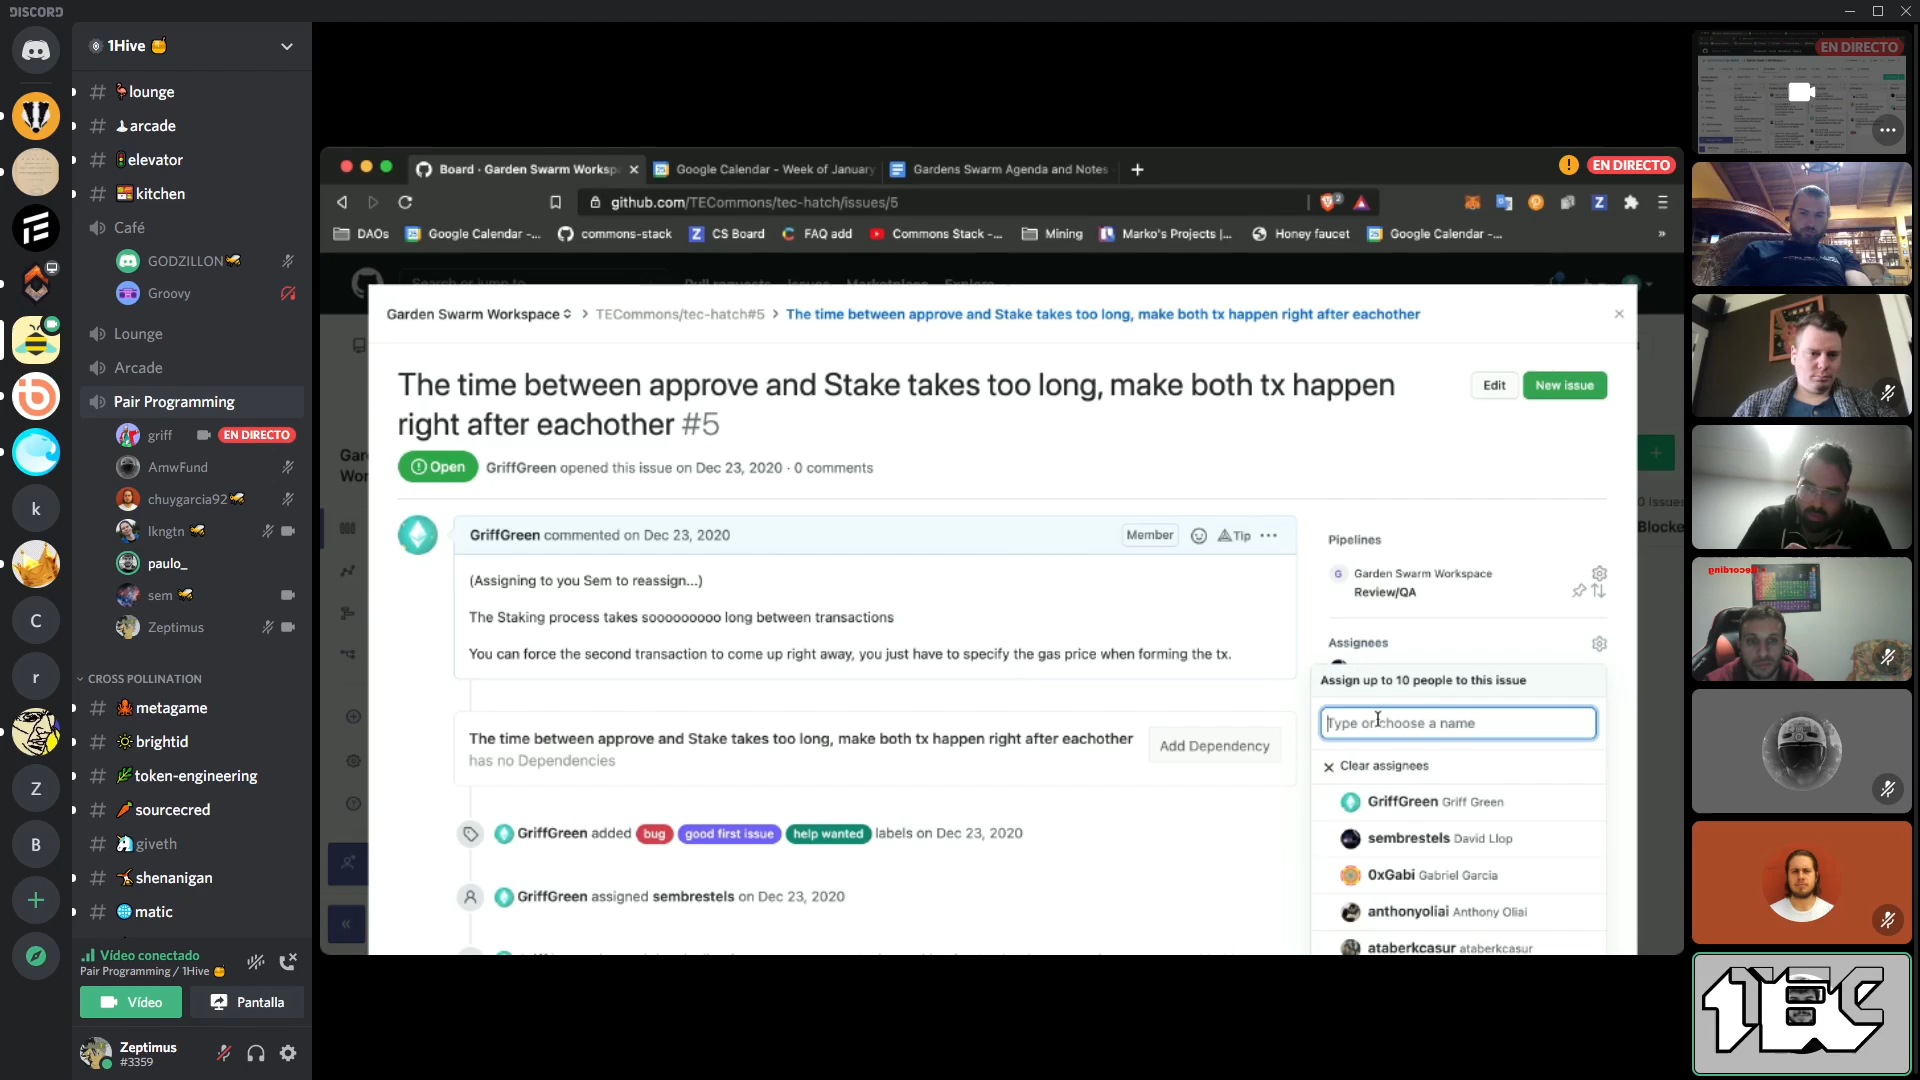 DISCORD
1Hive
lounge
arcade
elevator
kitchen
Café
GODZILLON
Groovy
Lounge
Arcade
Pair Programming
griff EN DIRECTO
AmwFund
chuygarcia92
lkngtn
paulo_
sem
Zeptimus
CROSS POLLINATION
metagame
brightid
token-engineering
sourcecred
giveth
shenanigan
matic
k
C
r
Z
B
Vídeo conectado
Pair Programming / 1Hive
Vídeo
Pantalla
Zeptimus
#3359
Board · Garden Swarm Worksp
Google Calendar - Week of January
Gardens Swarm Agenda and Notes
EN DIRECTO
github.com/TECommons/tec-hatch/issues/5
2
DAOs
Google Calendar -...
commons-stack
CS Board
FAQ add
Commons Stack -...
Mining
Marko's Projects |...
Honey faucet
Google Calendar -...
»
Garden Swarm Workspace > TECommons/tec-hatch#5 > The time between approve and Stake takes too long, make both tx happen right after eachother
The time between approve and Stake takes too long, make both tx happen
right after eachother #5
Edit
New issue
Open
GriffGreen opened this issue on Dec 23, 2020 · 0 comments
GriffGreen commented on Dec 23, 2020
Member
Tip
(Assigning to you Sem to reassign...)
The Staking process takes sooooooooo long between transactions
You can force the second transaction to come up right away, you just have to specify the gas price when forming the tx.
The time between approve and Stake takes too long, make both tx happen right after eachother
has no Dependencies
Add Dependency
GriffGreen added bug good first issue help wanted labels on Dec 23, 2020
GriffGreen assigned sembrestels on Dec 23, 2020
Pipelines
G Garden Swarm Workspace
Review/QA
Assignees
Assign up to 10 people to this issue
Type or choose a name
Clear assignees
GriffGreen Griff Green
sembrestels David Llop
0xGabi Gabriel Garcia
anthonyoliai Anthony Oliai
ataberkcasur ataberkcasur
Gar
Wor
0 Issues
Blocke
EN DIRECTO
Recording
1TEC